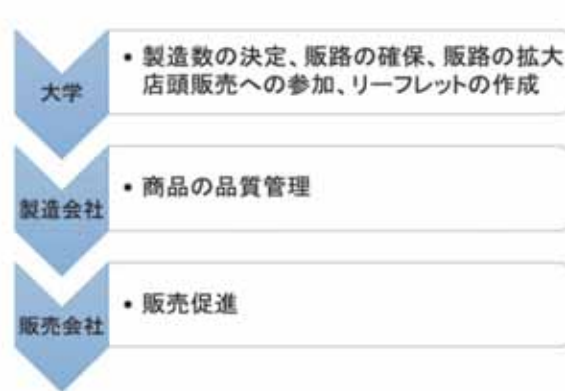 大学
• 製造数の決定、販路の確保、販路の拡大
店頭販売への参加、リーフレットの作成
製造会社
• 商品の品質管理
販売会社
• 販売促進